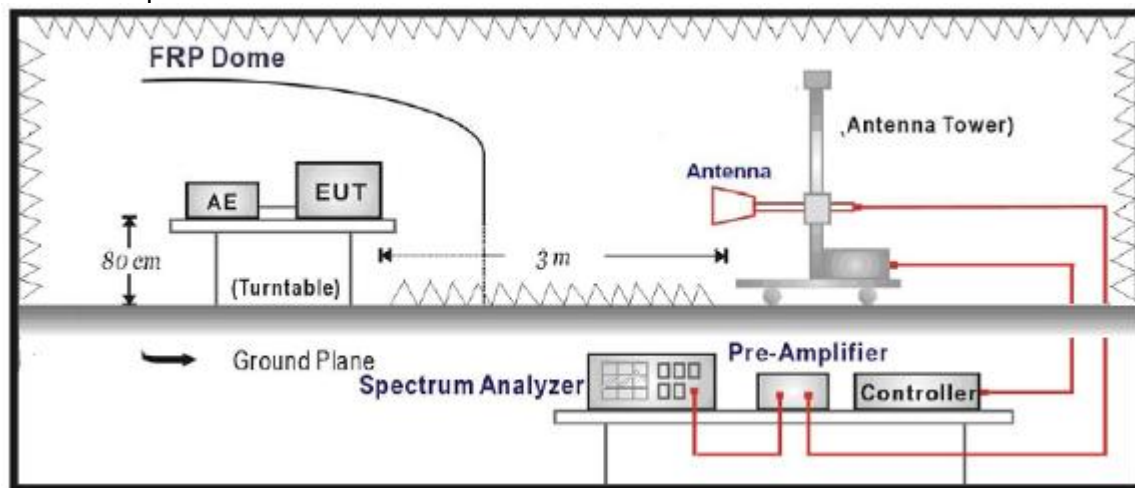 FRP Dome
(Antenna Tower)
Antenna
AE
EUT
80 cm
3 m
(Turntable)
Ground Plane
Pre-Amplifier
Spectrum Analyzer
Controller